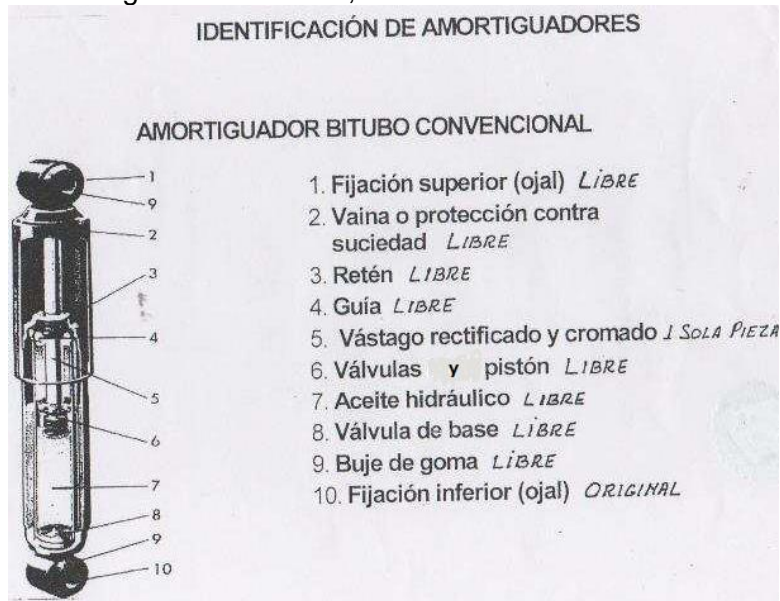 IDENTIFICACIÓN DE AMORTIGUADORES
AMORTIGUADOR BITUBO CONVENCIONAL
1. Fijación superior (ojal) LIBRE
2. Vaina o protección contra
suciedad LIBRE
3. Retén LIBRE
4. Guía LIBRE
5. Vástago rectificado y cromado 1 SOLA PIEZA
6. Válvulas y pistón LIBRE
7. Aceite hidráulico LIBRE
8. Válvula de base LIBRE
9. Buje de goma LIBRE
10. Fijación inferior (ojal) ORIGINAL
1
9
2
3
4
5
6
7
8
9
10